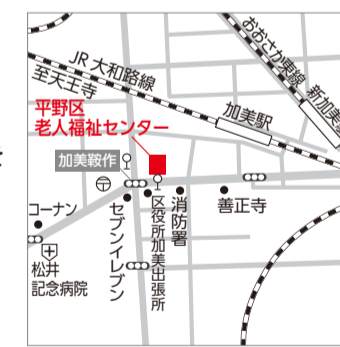 おおさか東線
新加美
JR 大和路線
至天王寺
加美駅
平野区
老人福祉センター
加美鞍作
コーナン
セブンイレブン
区役所加美出張所
消防署
善正寺
松井
記念病院